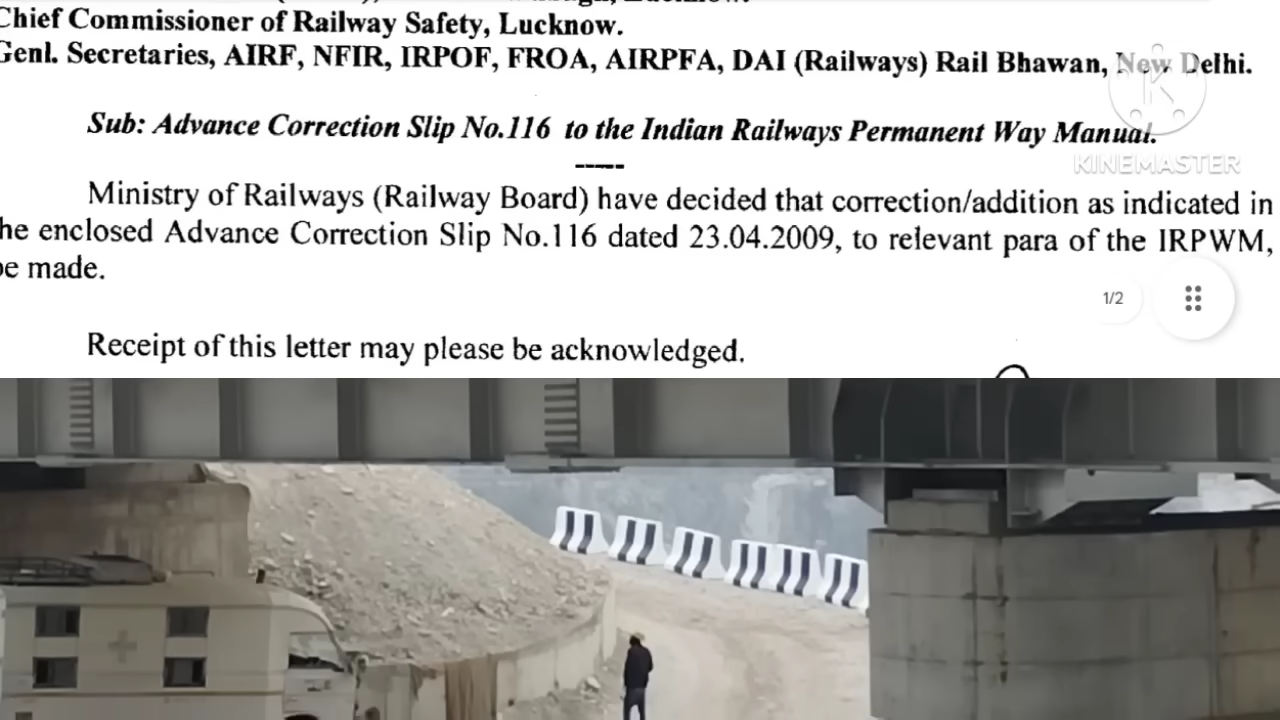 Chief Commissioner of Railway Safety, Lucknow.
Genl. Secretaries, AIRF, NFIR, IRPOF, FROA, AIRPFA, DAI (Railways) Rail Bhawan, New Delhi.
Sub: Advance Correction Slip No.116 to the Indian Railways Permanent Way Manual.
-----
KINEMASTER
Ministry of Railways (Railway Board) have decided that correction/addition as indicated in
he enclosed Advance Correction Slip No.116 dated 23.04.2009, to relevant para of the IRPWM,
be made.
1/2
Receipt of this letter may please be acknowledged.